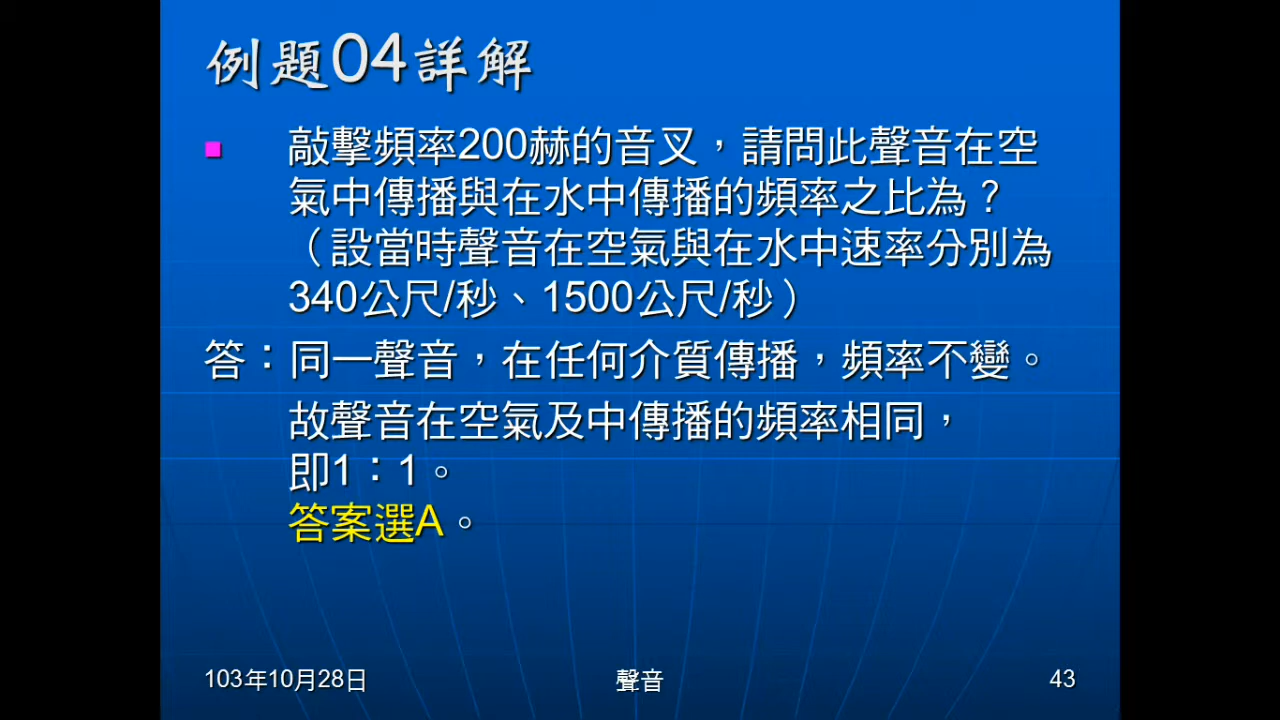 例題04詳解
敲擊頻率200赫的音叉，請問此聲音在空
氣中傳播與在水中傳播的頻率之比為？
（設當時聲音在空氣與在水中速率分別為
340公尺/秒、1500公尺/秒）
答：同一聲音，在任何介質傳播，頻率不變。
故聲音在空氣及中傳播的頻率相同，
即1：1。
答案選A。
103年10月28日
聲音
43